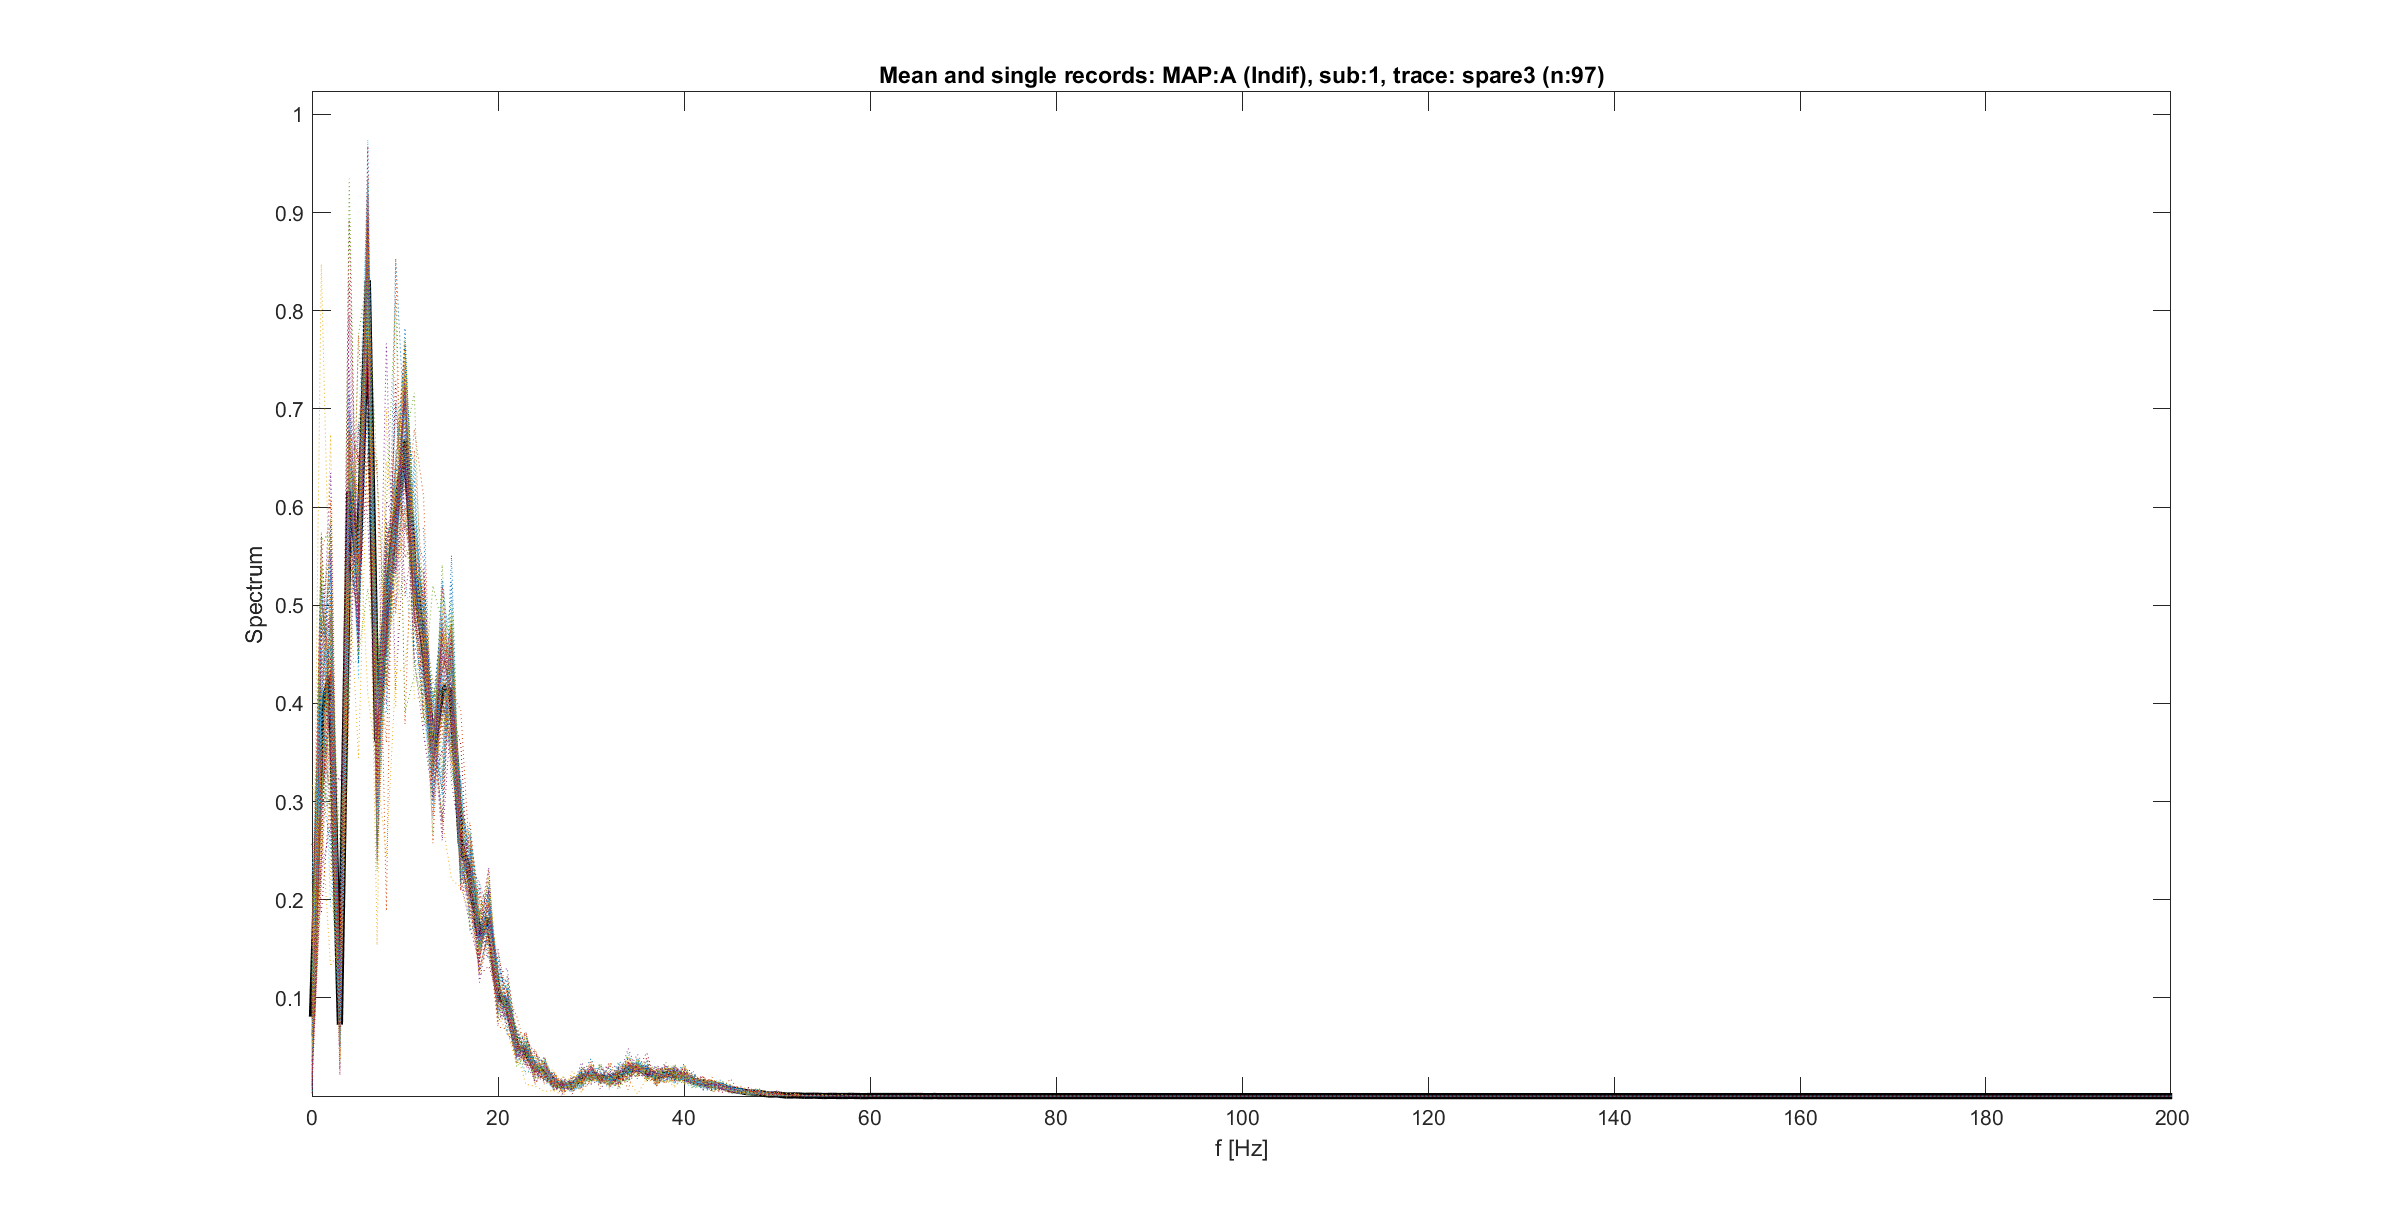 Mean and single records: MAP:A (Indif), sub:1, trace: spare3 (n:97)
1
0.9
0.8
0.7
0.6
0.5
0.4
0.3
0.2
0.1
Spectrum
0 20 40 60 80 100 120 140 160 180 200
f [Hz]